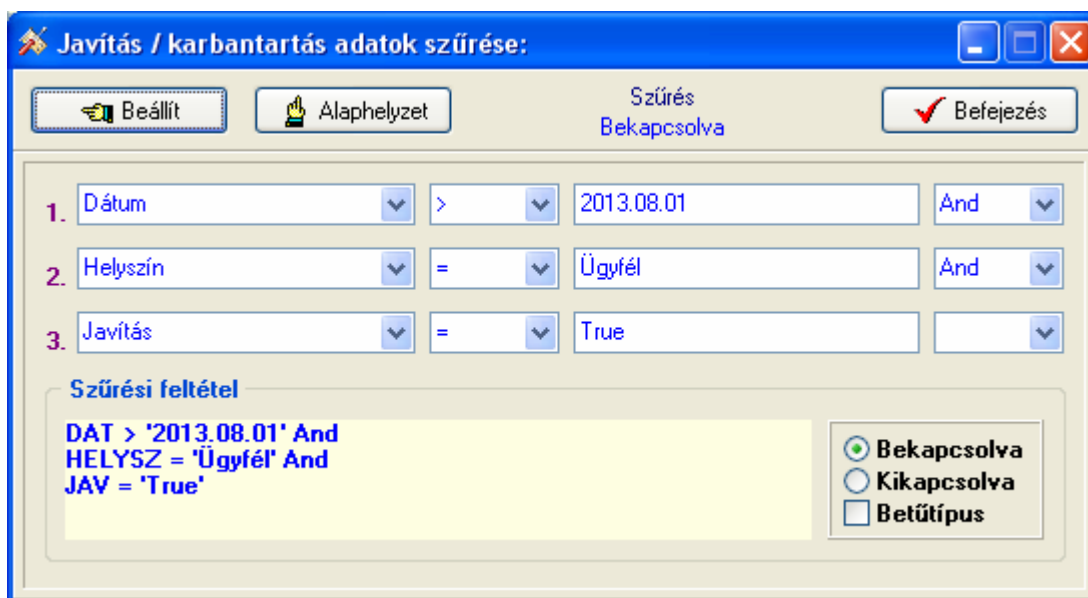 Javítás / karbantartás adatok szűrése:
Beállít Alaphelyzet Szűrés Bekapcsolva Befejezés
1. Dátum > 2013.08.01 And
2. Helyszín = Ügyfél And
3. Javítás = True
Szűrési feltétel
DAT > '2013.08.01' And
HELYSZ = 'Ügyfél' And
JAV = 'True'
Bekapcsolva
Kikapcsolva
Betűtípus